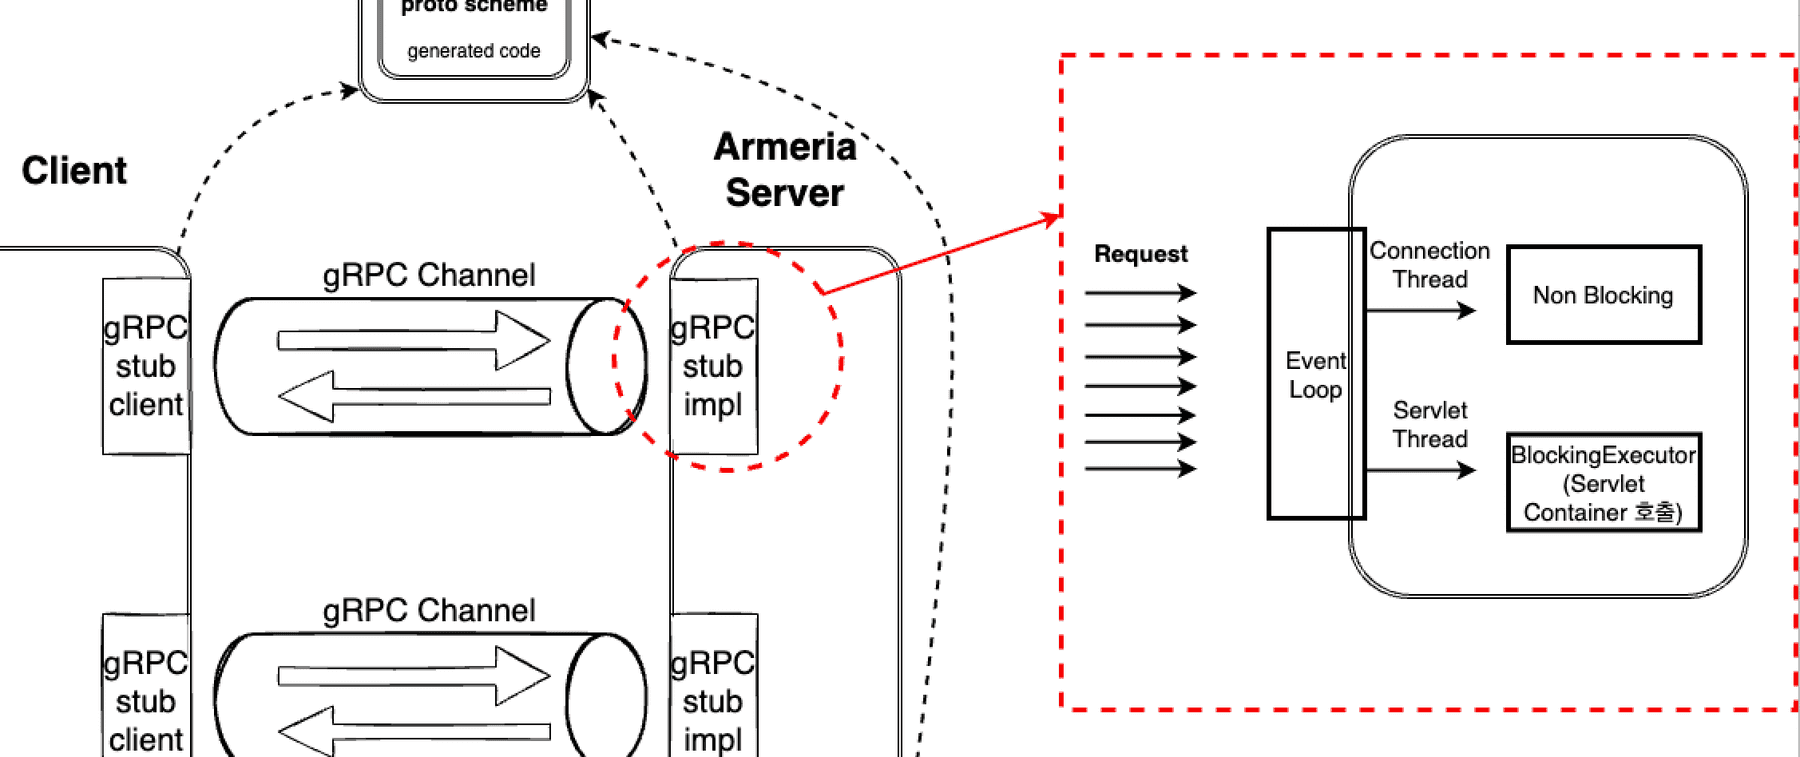 proto scheme
generated code
Client
Armeria
Server
gRPC Channel
gRPC
stub
client
gRPC
stub
impl
gRPC Channel
gRPC
stub
client
gRPC
stub
impl
Request
Event
Loop
Connection
Thread
Non Blocking
Servlet
Thread
BlockingExecutor
(Servlet
Container 호출)